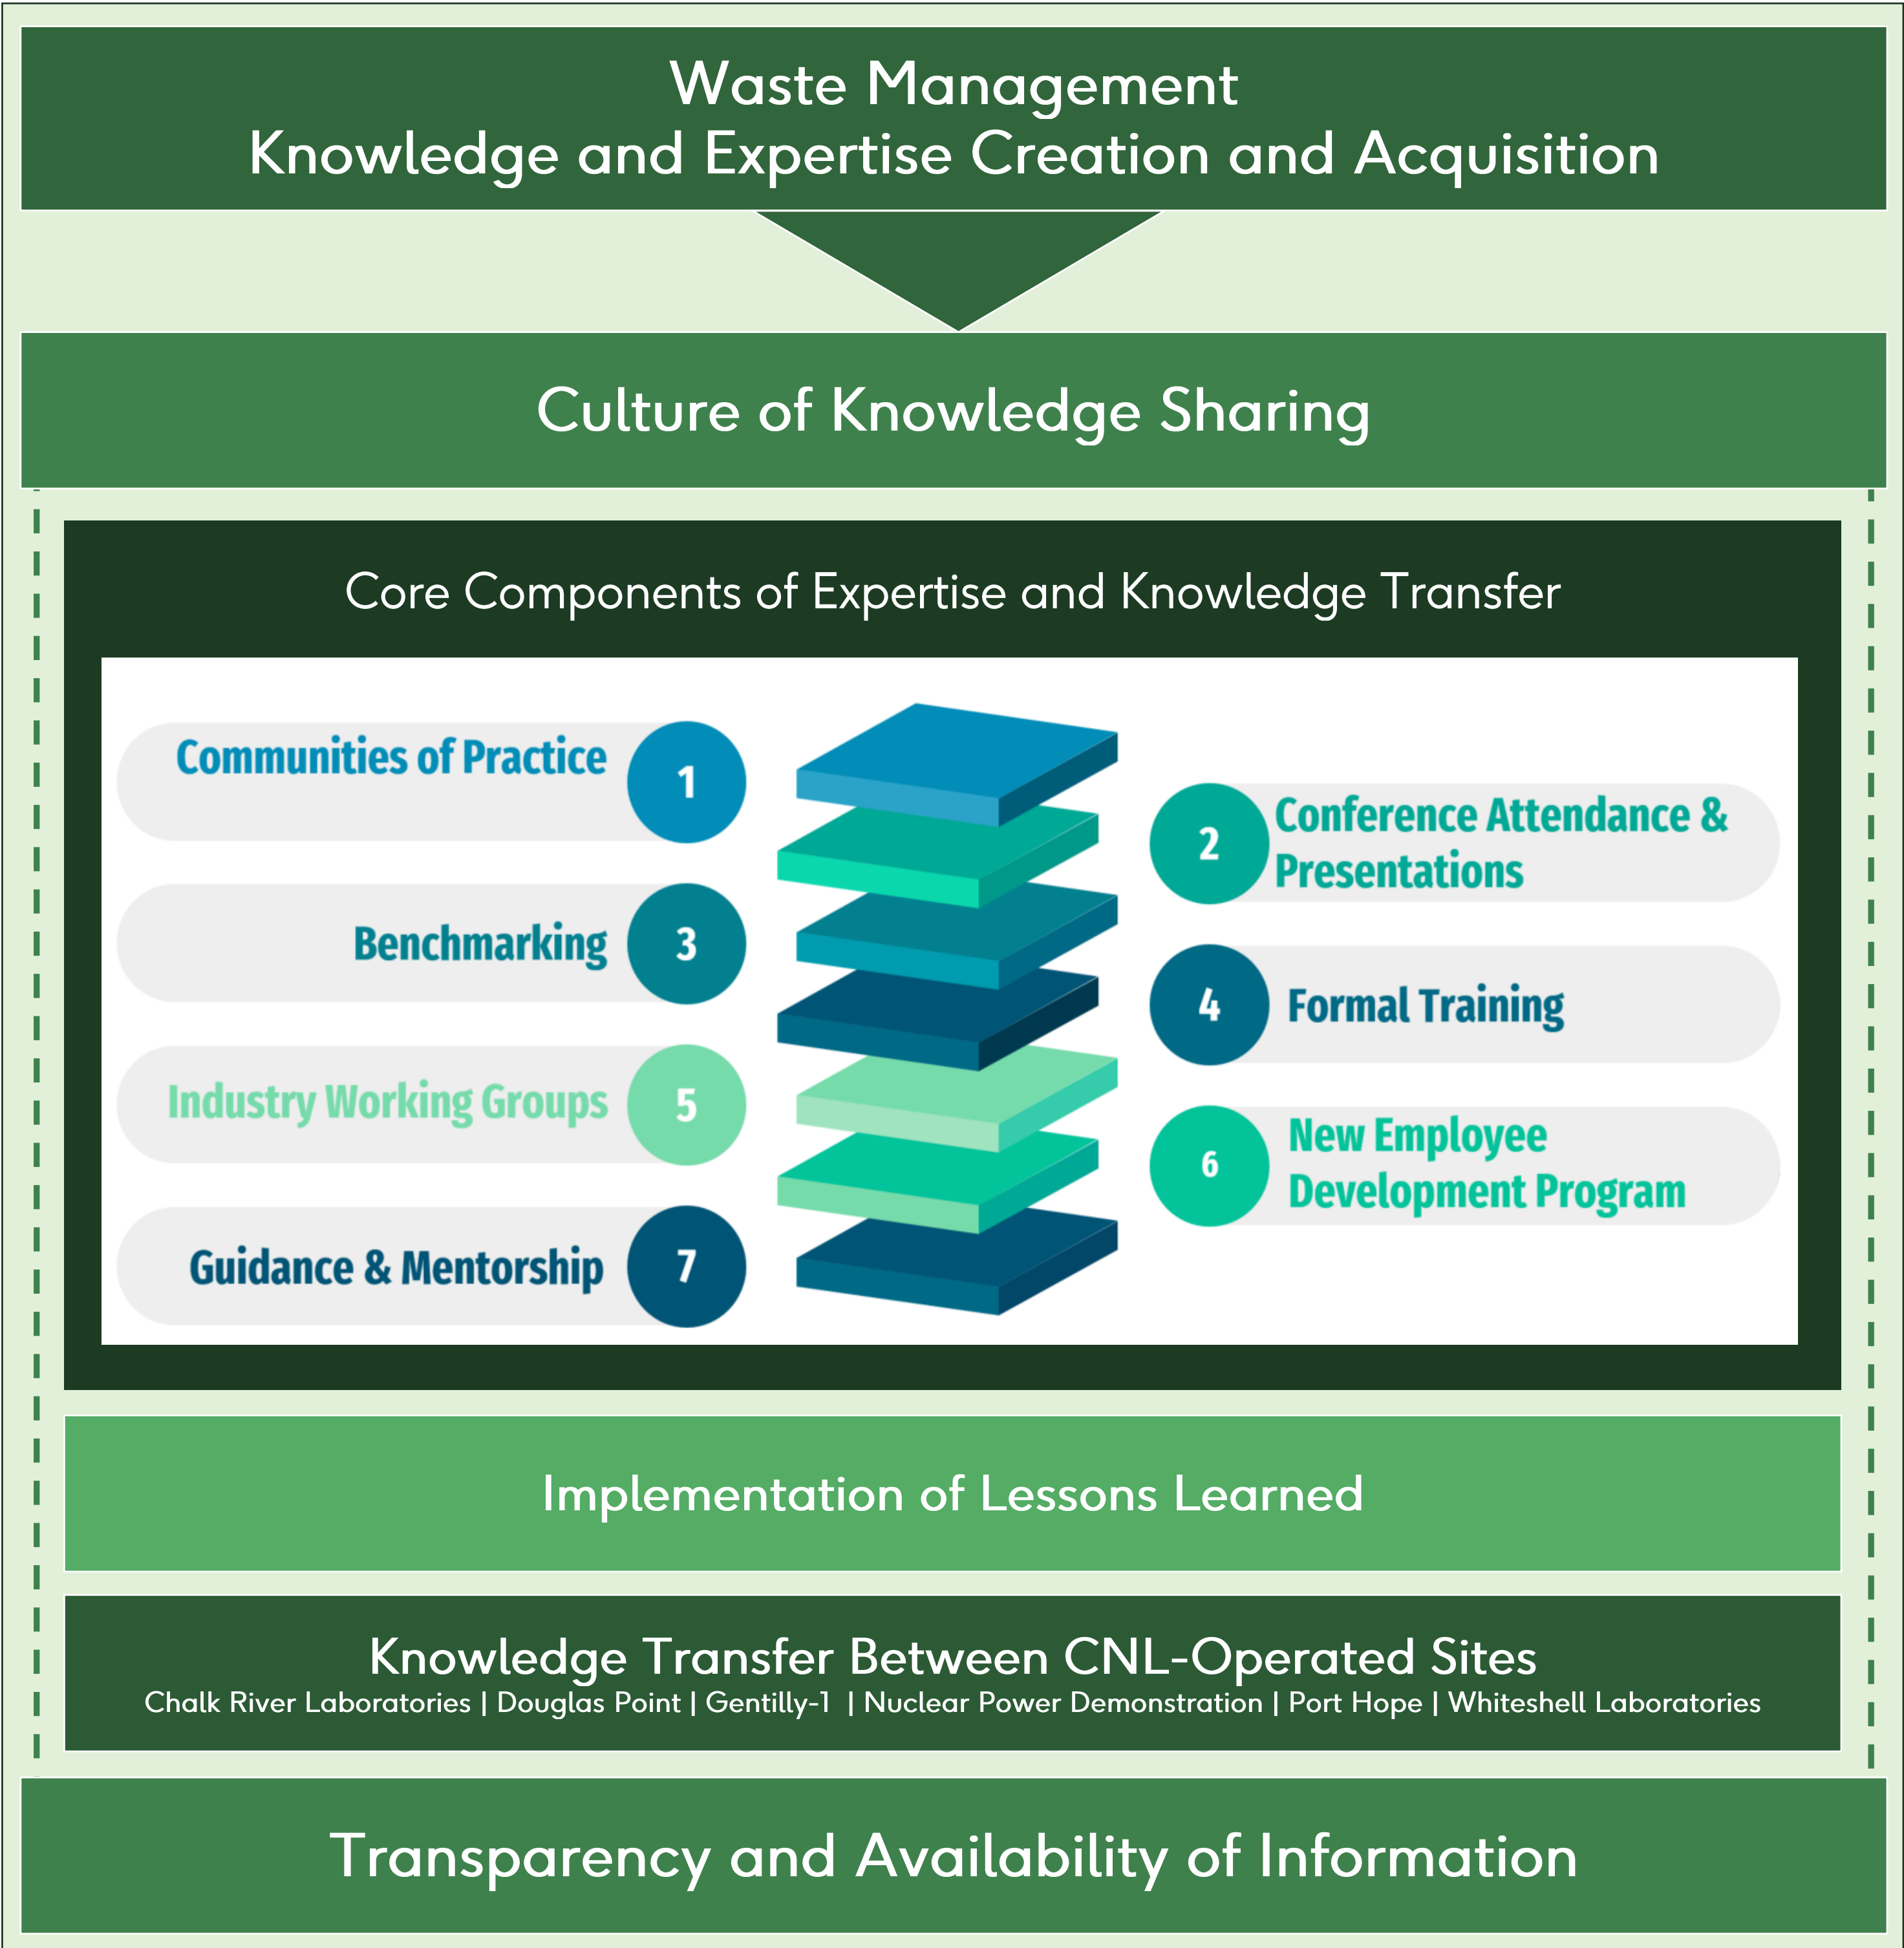 Waste Management
Knowledge and Expertise Creation and Acquisition
Culture of Knowledge Sharing
Core Components of Expertise and Knowledge Transfer
Communities of Practice
1
2
Conference Attendance &
Presentations
Benchmarking
3
4
Formal Training
Industry Working Groups
5
6
New Employee
Development Program
Guidance & Mentorship
7
Implementation of Lessons Learned
Knowledge Transfer Between CNL-Operated Sites
Chalk River Laboratories | Douglas Point | Gentilly-1 | Nuclear Power Demonstration | Port Hope | Whiteshell Laboratories
Transparency and Availability of Information